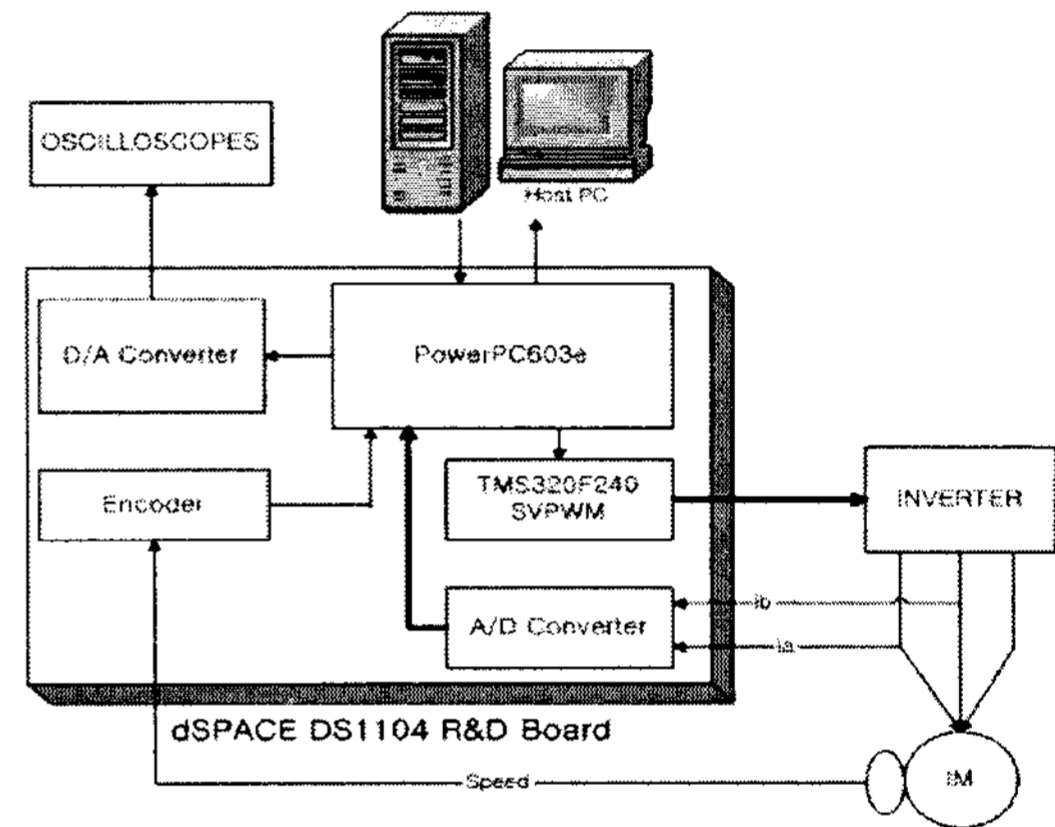 OSCILLOSCOPES
Host PC
D/A Converter
PowerPC603e
Encoder
TMS320F240
SVPWM
INVERTER
A/D Converter
ib
ia
dSPACE DS1104 R&D Board
Speed
IM